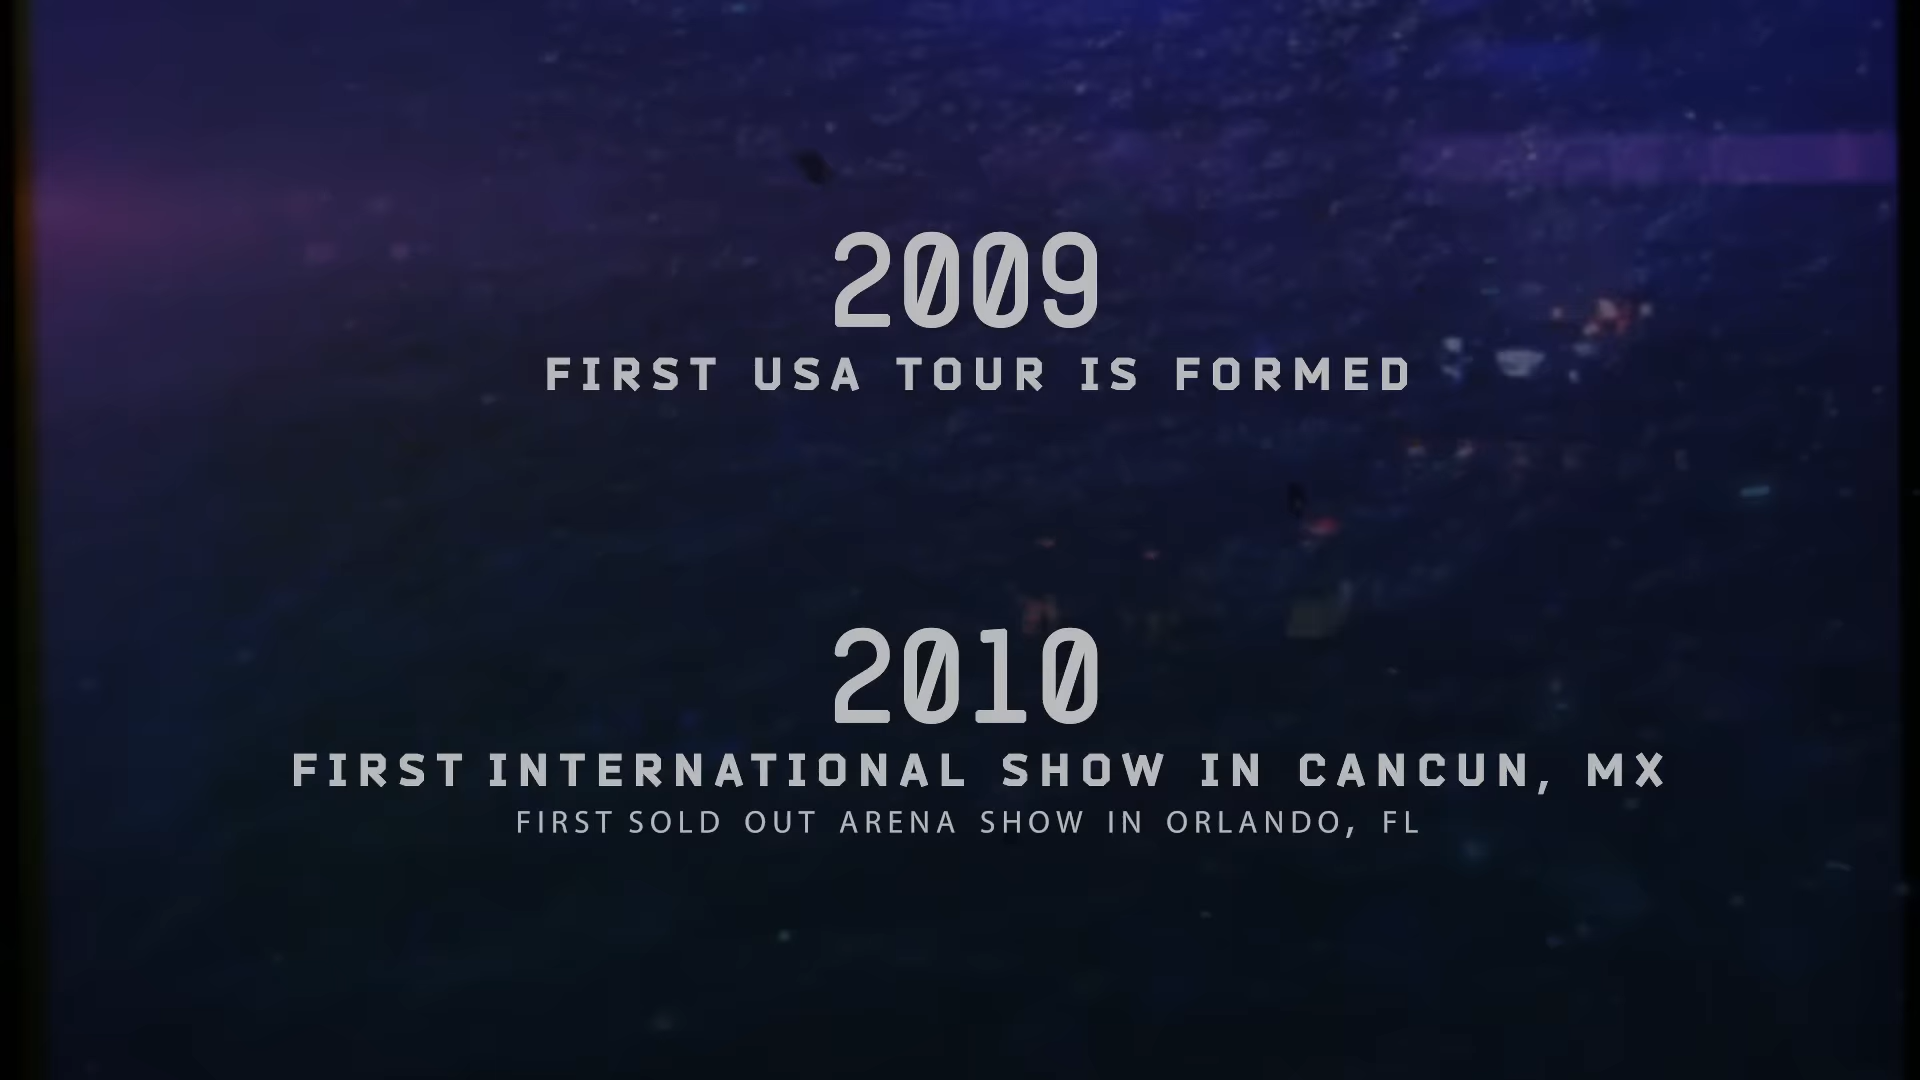 2009
FIRST USA TOUR IS FORMED
2010
FIRST INTERNATIONAL SHOW IN CANCUN, MX
FIRST SOLD OUT ARENA SHOW IN ORLANDO, FL